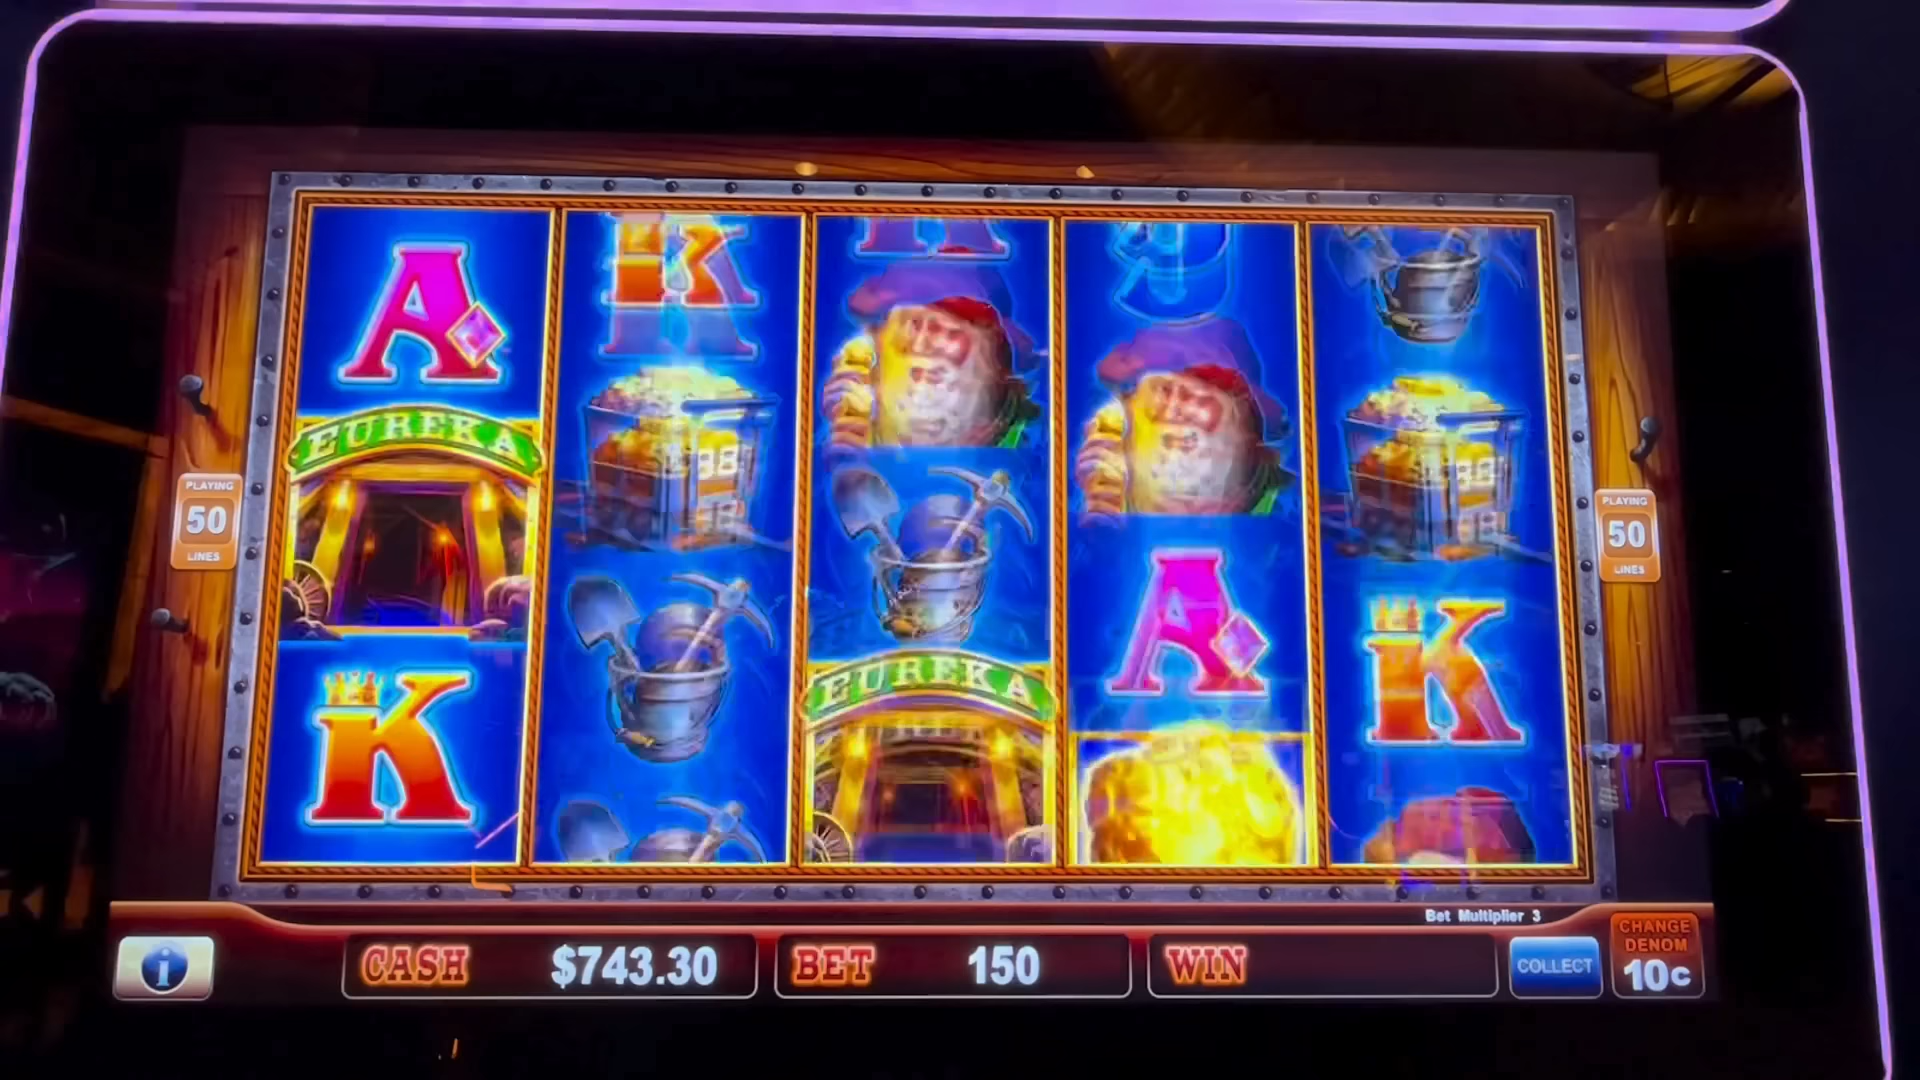 A
K
EUREKA
PLAYING
50
LINES
88
K
EUREKA
A
K
PLAYING
50
LINES
Bet Multiplier 3
CASH $743.30
BET 150
WIN
COLLECT
CHANGE
DENOM
10c
i